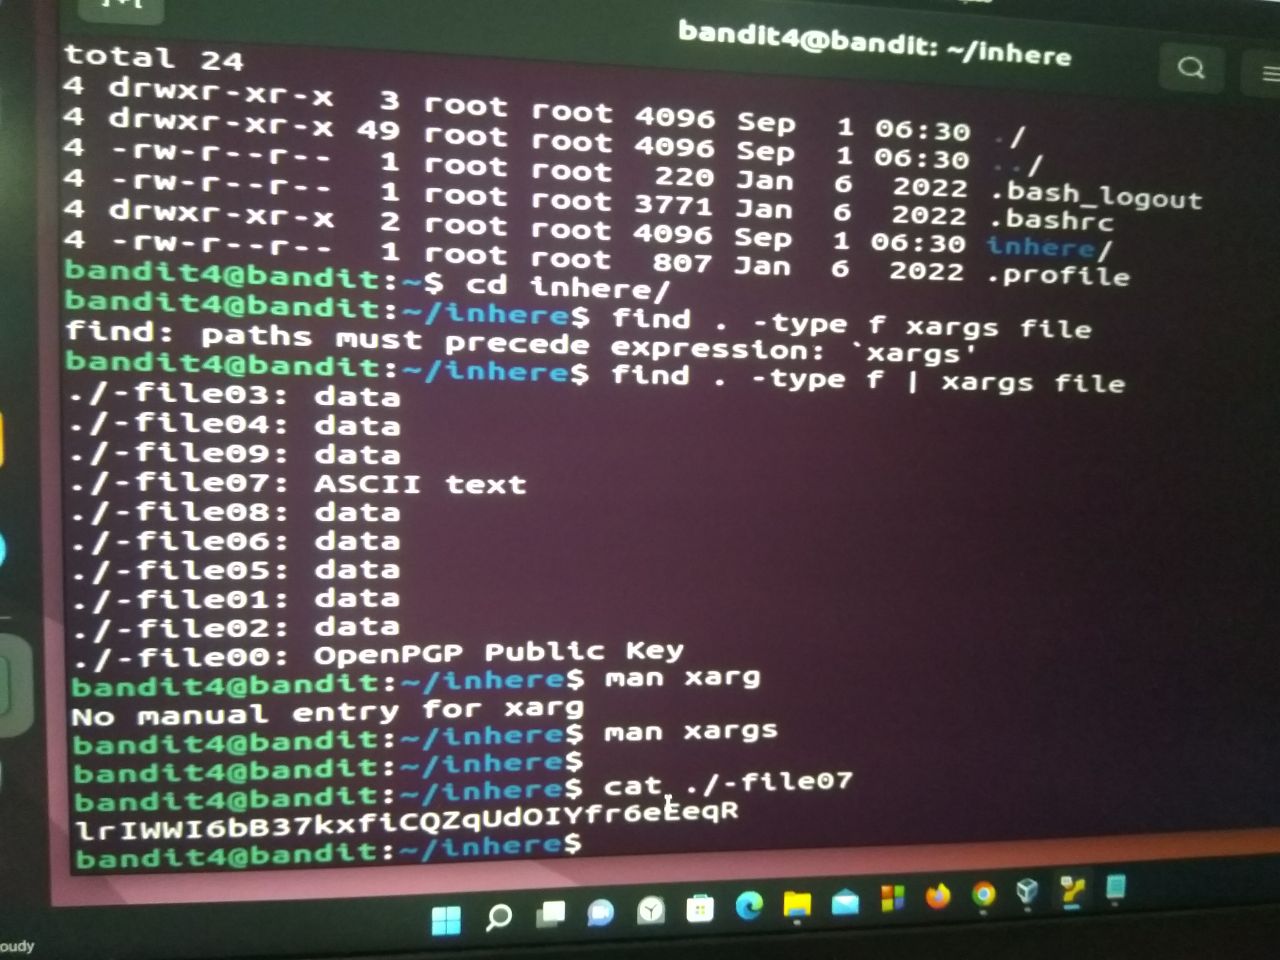 bandit4@bandit: ~/inhere
total 24
4 drwxr-xr-x 3 root root 4096 Sep 1 06:30 ./
4 drwxr-xr-x 49 root root 4096 Sep 1 06:30 ../
4 -rw-r--r-- 1 root root 220 Jan 6 2022 .bash_logout
4 -rw-r--r-- 1 root root 3771 Jan 6 2022 .bashrc
4 drwxr-xr-x 2 root root 4096 Sep 1 06:30 inhere/
4 -rw-r--r-- 1 root root 807 Jan 6 2022 .profile
bandit4@bandit:~$ cd inhere/
bandit4@bandit:~/inhere$ find . -type f xargs file
find: paths must precede expression: `xargs'
bandit4@bandit:~/inhere$ find . -type f | xargs file
./-file03: data
./-file04: data
./-file09: data
./-file07: ASCII text
./-file08: data
./-file06: data
./-file05: data
./-file01: data
./-file02: data
./-file00: OpenPGP Public Key
bandit4@bandit:~/inhere$ man xarg
No manual entry for xarg
bandit4@bandit:~/inhere$ man xargs
bandit4@bandit:~/inhere$
bandit4@bandit:~/inhere$ cat ./-file07
lrIWWI6bB37kxfiCQZqUdOIYfr6eEeqR
bandit4@bandit:~/inhere$
oudy